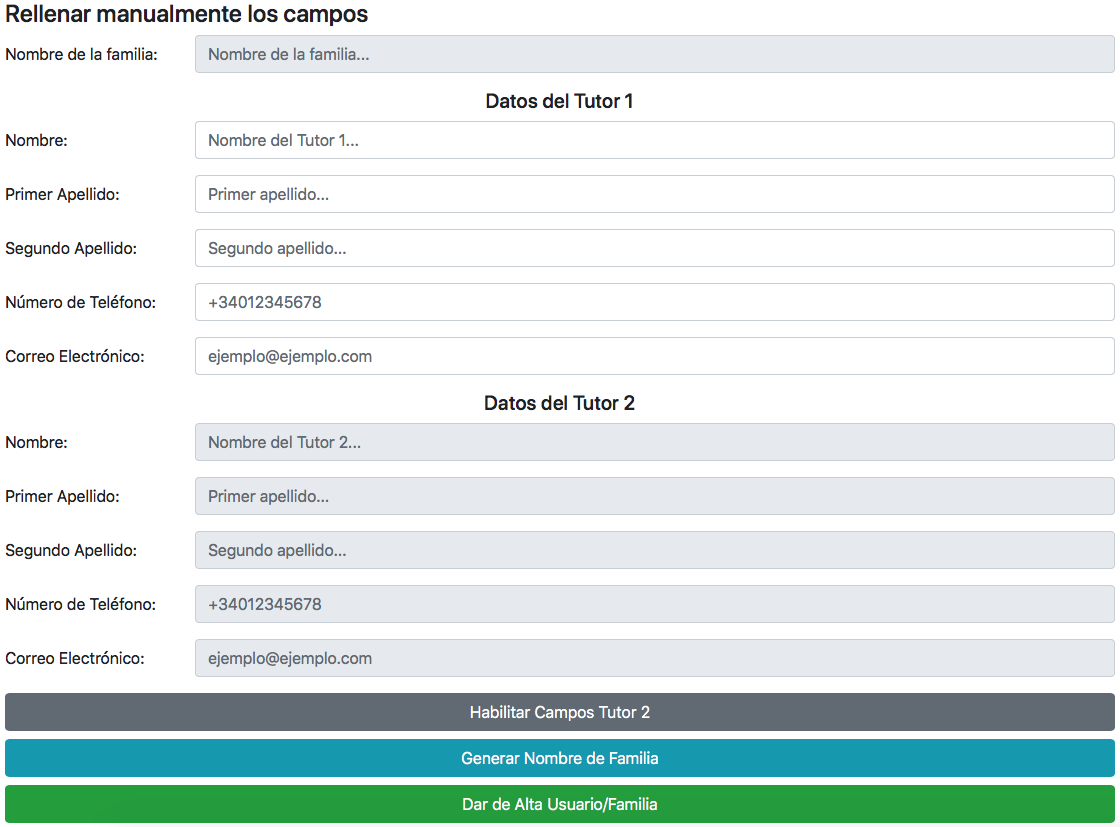 Rellenar manualmente los campos
Nombre de la familia: Nombre de la familia...
Datos del Tutor 1
Nombre: Nombre del Tutor 1...
Primer Apellido: Primer apellido...
Segundo Apellido: Segundo apellido...
Número de Teléfono: +34012345678
Correo Electrónico: ejemplo@ejemplo.com
Datos del Tutor 2
Nombre: Nombre del Tutor 2...
Primer Apellido: Primer apellido...
Segundo Apellido: Segundo apellido...
Número de Teléfono: +34012345678
Correo Electrónico: ejemplo@ejemplo.com
Habilitar Campos Tutor 2
Generar Nombre de Familia
Dar de Alta Usuario/Familia